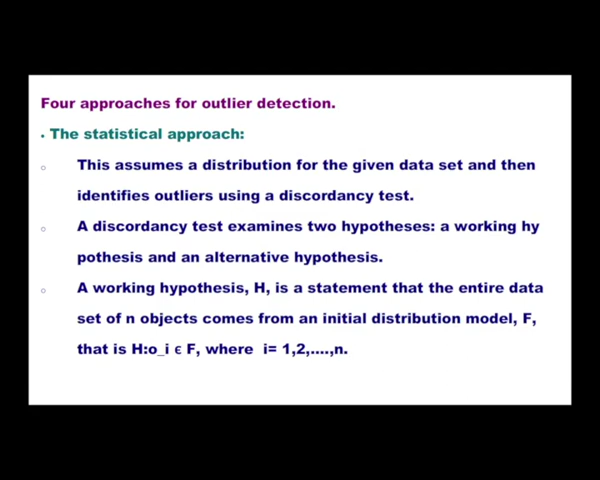 Four approaches for outlier detection.
• The statistical approach:
○ This assumes a distribution for the given data set and then
identifies outliers using a discordancy test.
○ A discordancy test examines two hypotheses: a working hy
pothesis and an alternative hypothesis.
○ A working hypothesis, H, is a statement that the entire data
set of n objects comes from an initial distribution model, F,
that is H:o_i ϵ F, where i= 1,2,....,n.